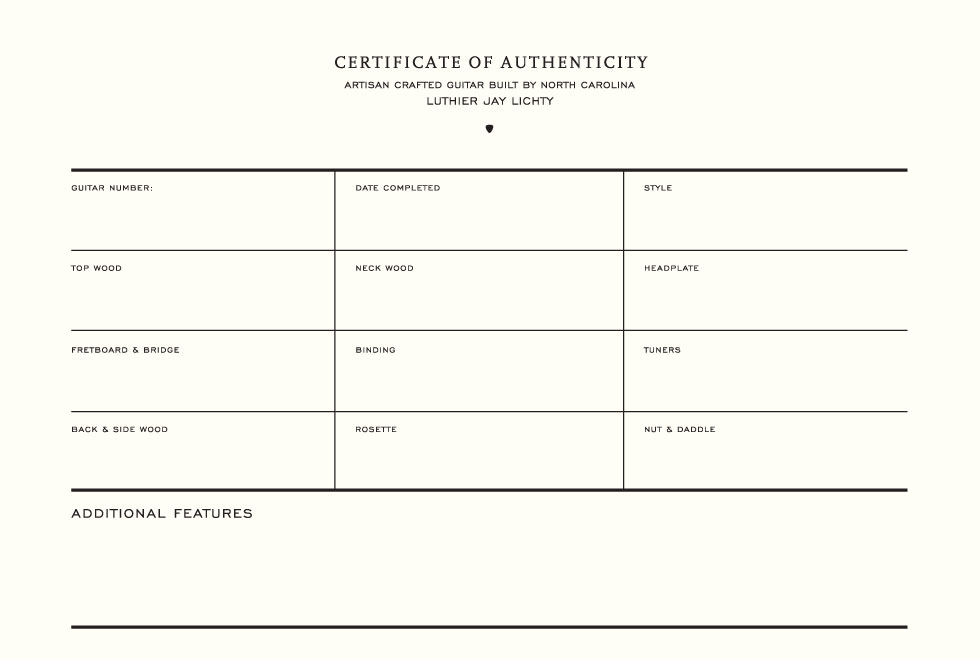 CERTIFICATE OF AUTHENTICITY
ARTISAN CRAFTED GUITAR BUILT BY NORTH CAROLINA
LUTHIER JAY LICHTY
GUITAR NUMBER:
DATE COMPLETED
STYLE
TOP WOOD
NECK WOOD
HEADPLATE
FRETBOARD & BRIDGE
BINDING
TUNERS
BACK & SIDE WOOD
ROSETTE
NUT & DADDLE
ADDITIONAL FEATURES